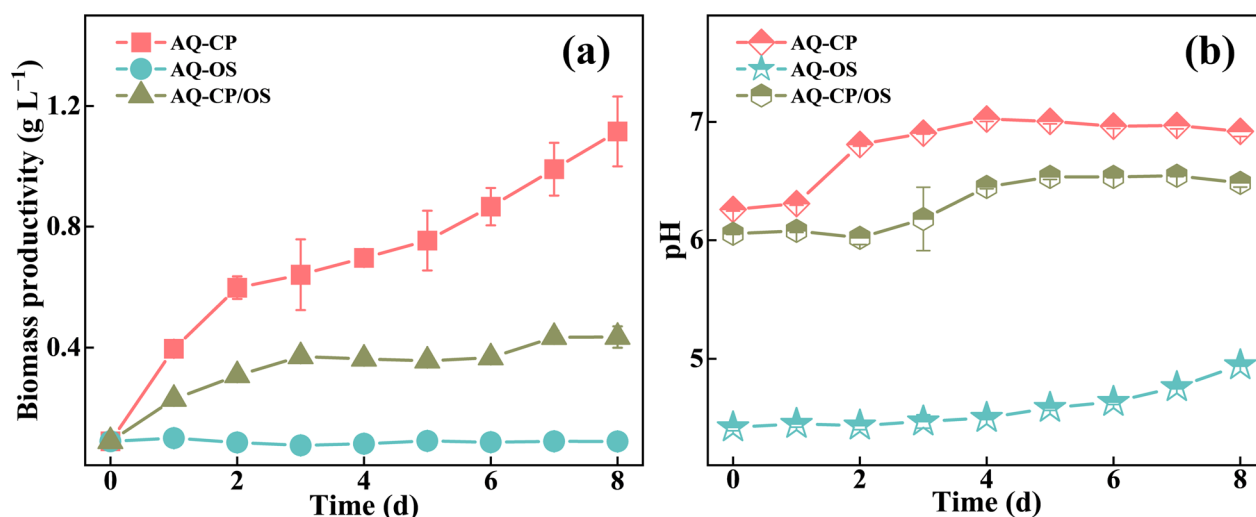 (a)
AQ-CP
AQ-OS
AQ-CP/OS
Biomass productivity (g L⁻¹)
1.2
0.8
0.4
0 2 4 6 8
Time (d)
(b)
AQ-CP
AQ-OS
AQ-CP/OS
pH
7
6
5
0 2 4 6 8
Time (d)